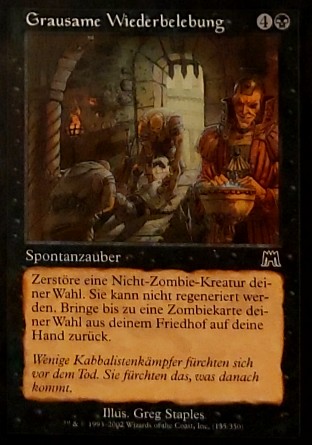 Grausame Wiederbelebung 4
Spontanzauber
Zerstöre eine Nicht-Zombie-Kreatur dei-
ner Wahl. Sie kann nicht regeneriert wer-
den. Bringe bis zu eine Zombiekarte dei-
ner Wahl aus deinem Friedhof auf deine
Hand zurück.
Wenige Kabbalistenkämpfer fürchten sich
vor dem Tod. Sie fürchten das, was danach
kommt.
Illus. Greg Staples
™ & © 1993-2002 Wizards of the Coast, Inc.